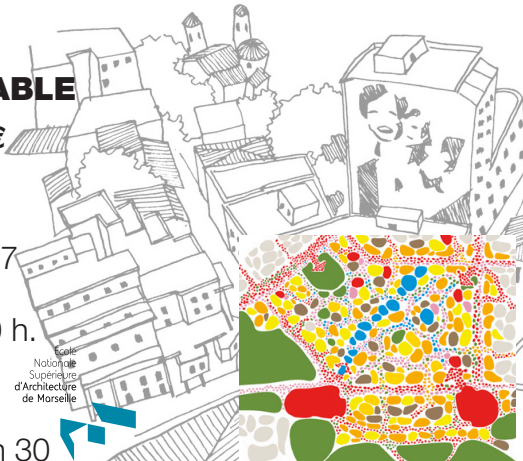 ABLE
€
7
h.
École
Nationale
Supérieure
d'Architecture
de Marseille
30